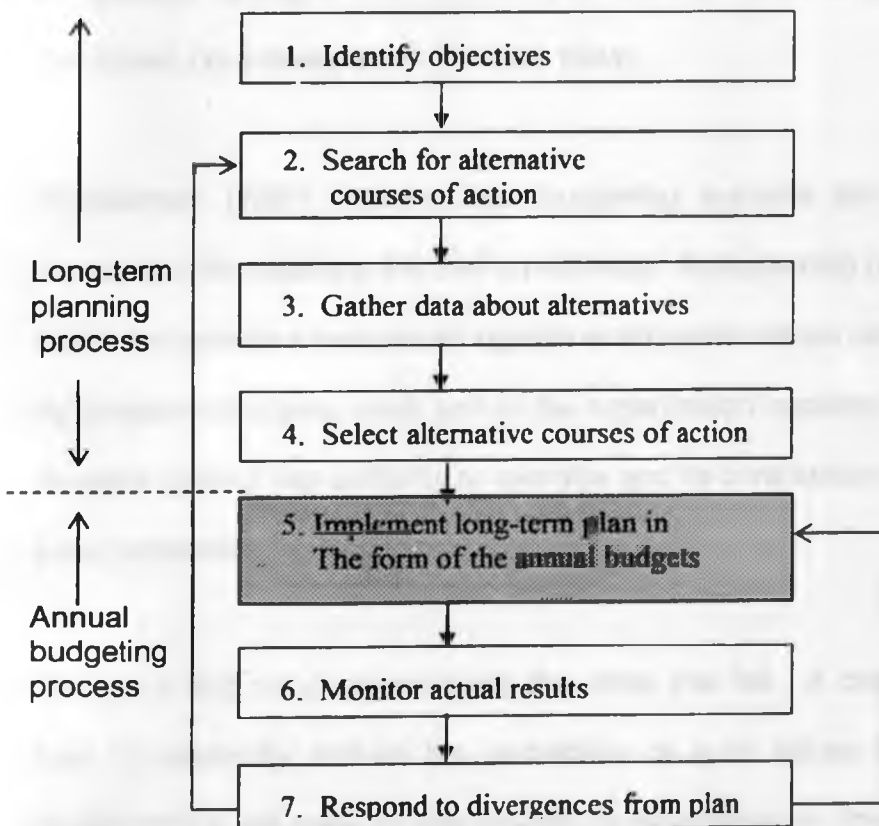 1. Identify objectives
2. Search for alternative
courses of action
3. Gather data about alternatives
4. Select alternative courses of action
5. Implement long-term plan in
The form of the annual budgets
6. Monitor actual results
7. Respond to divergences from plan
Long-term
planning
process
Annual
budgeting
process